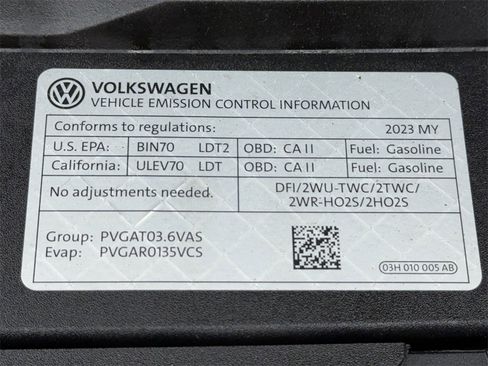 VOLKSWAGEN
VEHICLE EMISSION CONTROL INFORMATION
Conforms to regulations: 2023 MY
U.S. EPA: BIN70 LDT2 OBD: CA II Fuel: Gasoline
California: ULEV70 LDT OBD: CA II Fuel: Gasoline
No adjustments needed. DFI/2WU-TWC/2TWC/
2WR-HO2S/2HO2S
Group: PVGAT03.6VAS
Evap: PVGAR0135VCS
03H 010 005 AB